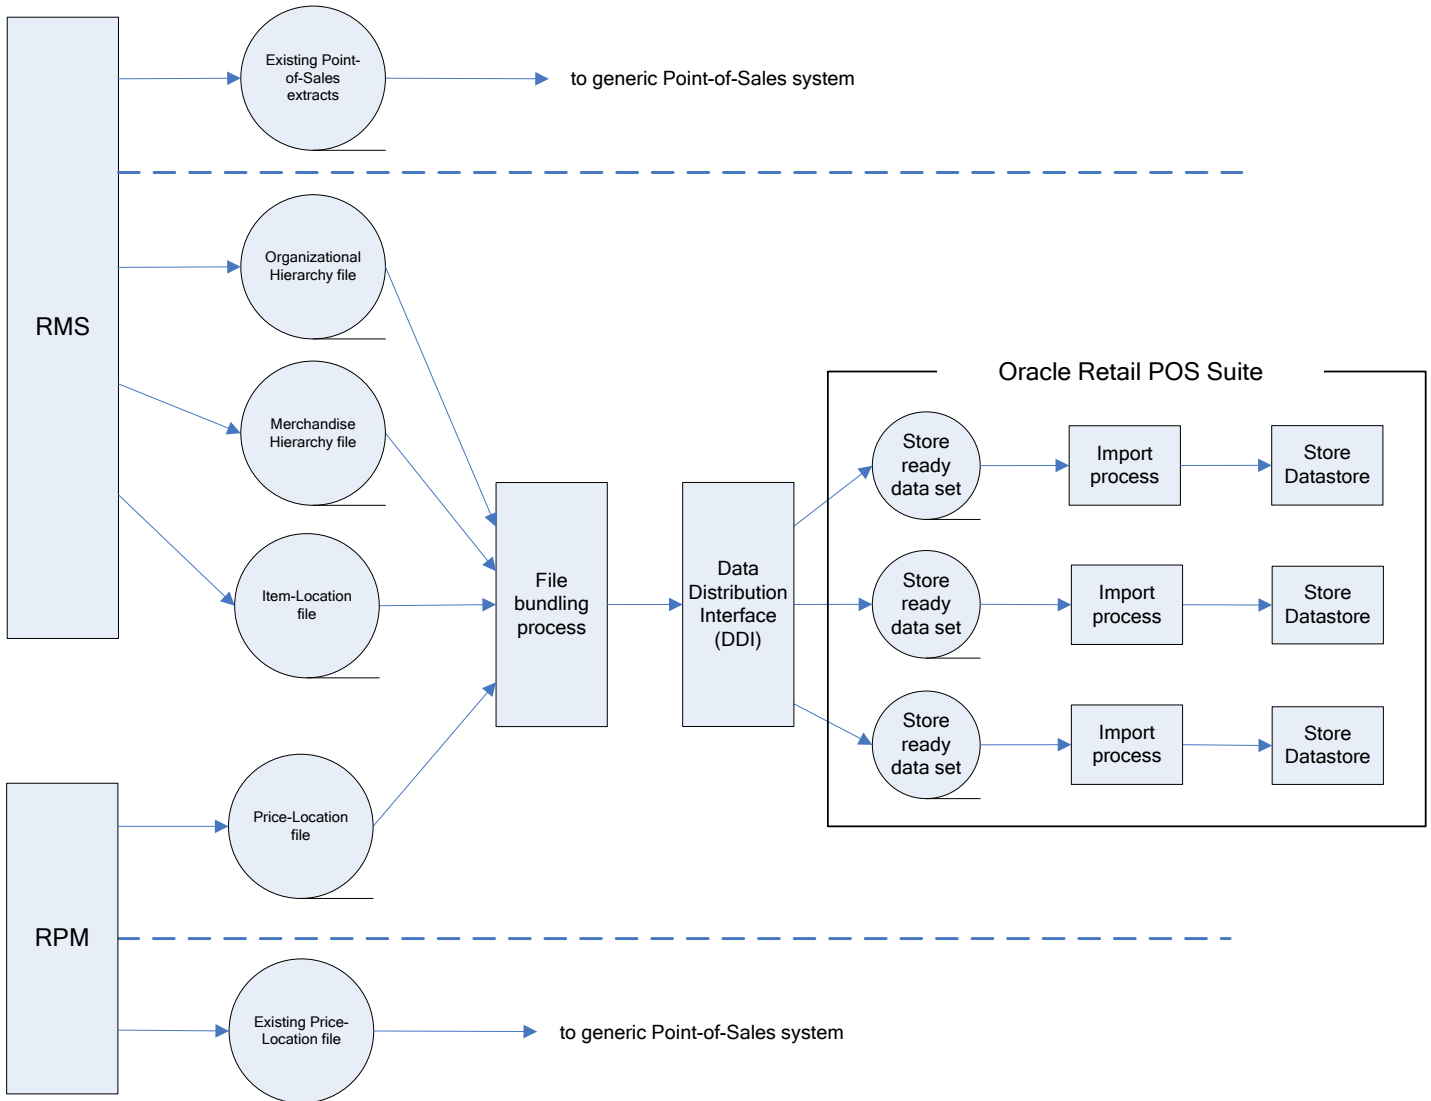 Existing Point-
of-Sales
extracts
to generic Point-of-Sales system
RMS
Organizational
Hierarchy file
Merchandise
Hierarchy file
Item-Location
file
File
bundling
process
Data
Distribution
Interface
(DDI)
Oracle Retail POS Suite
Store
ready
data set
Import
process
Store
Datastore
Store
ready
data set
Import
process
Store
Datastore
Store
ready
data set
Import
process
Store
Datastore
RPM
Price-Location
file
Existing Price-
Location file
to generic Point-of-Sales system